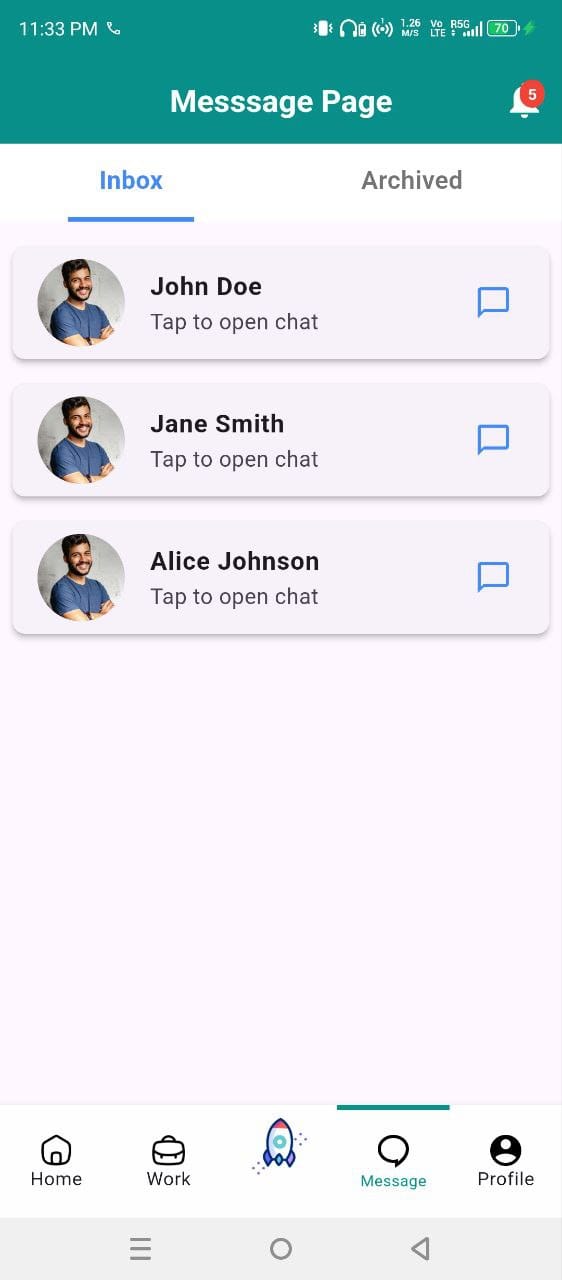 11:33 PM
1.26 M/S Vo LTE R5G 70
Messsage Page
5
Inbox Archived
John Doe
Tap to open chat
Jane Smith
Tap to open chat
Alice Johnson
Tap to open chat
Home Work Message Profile